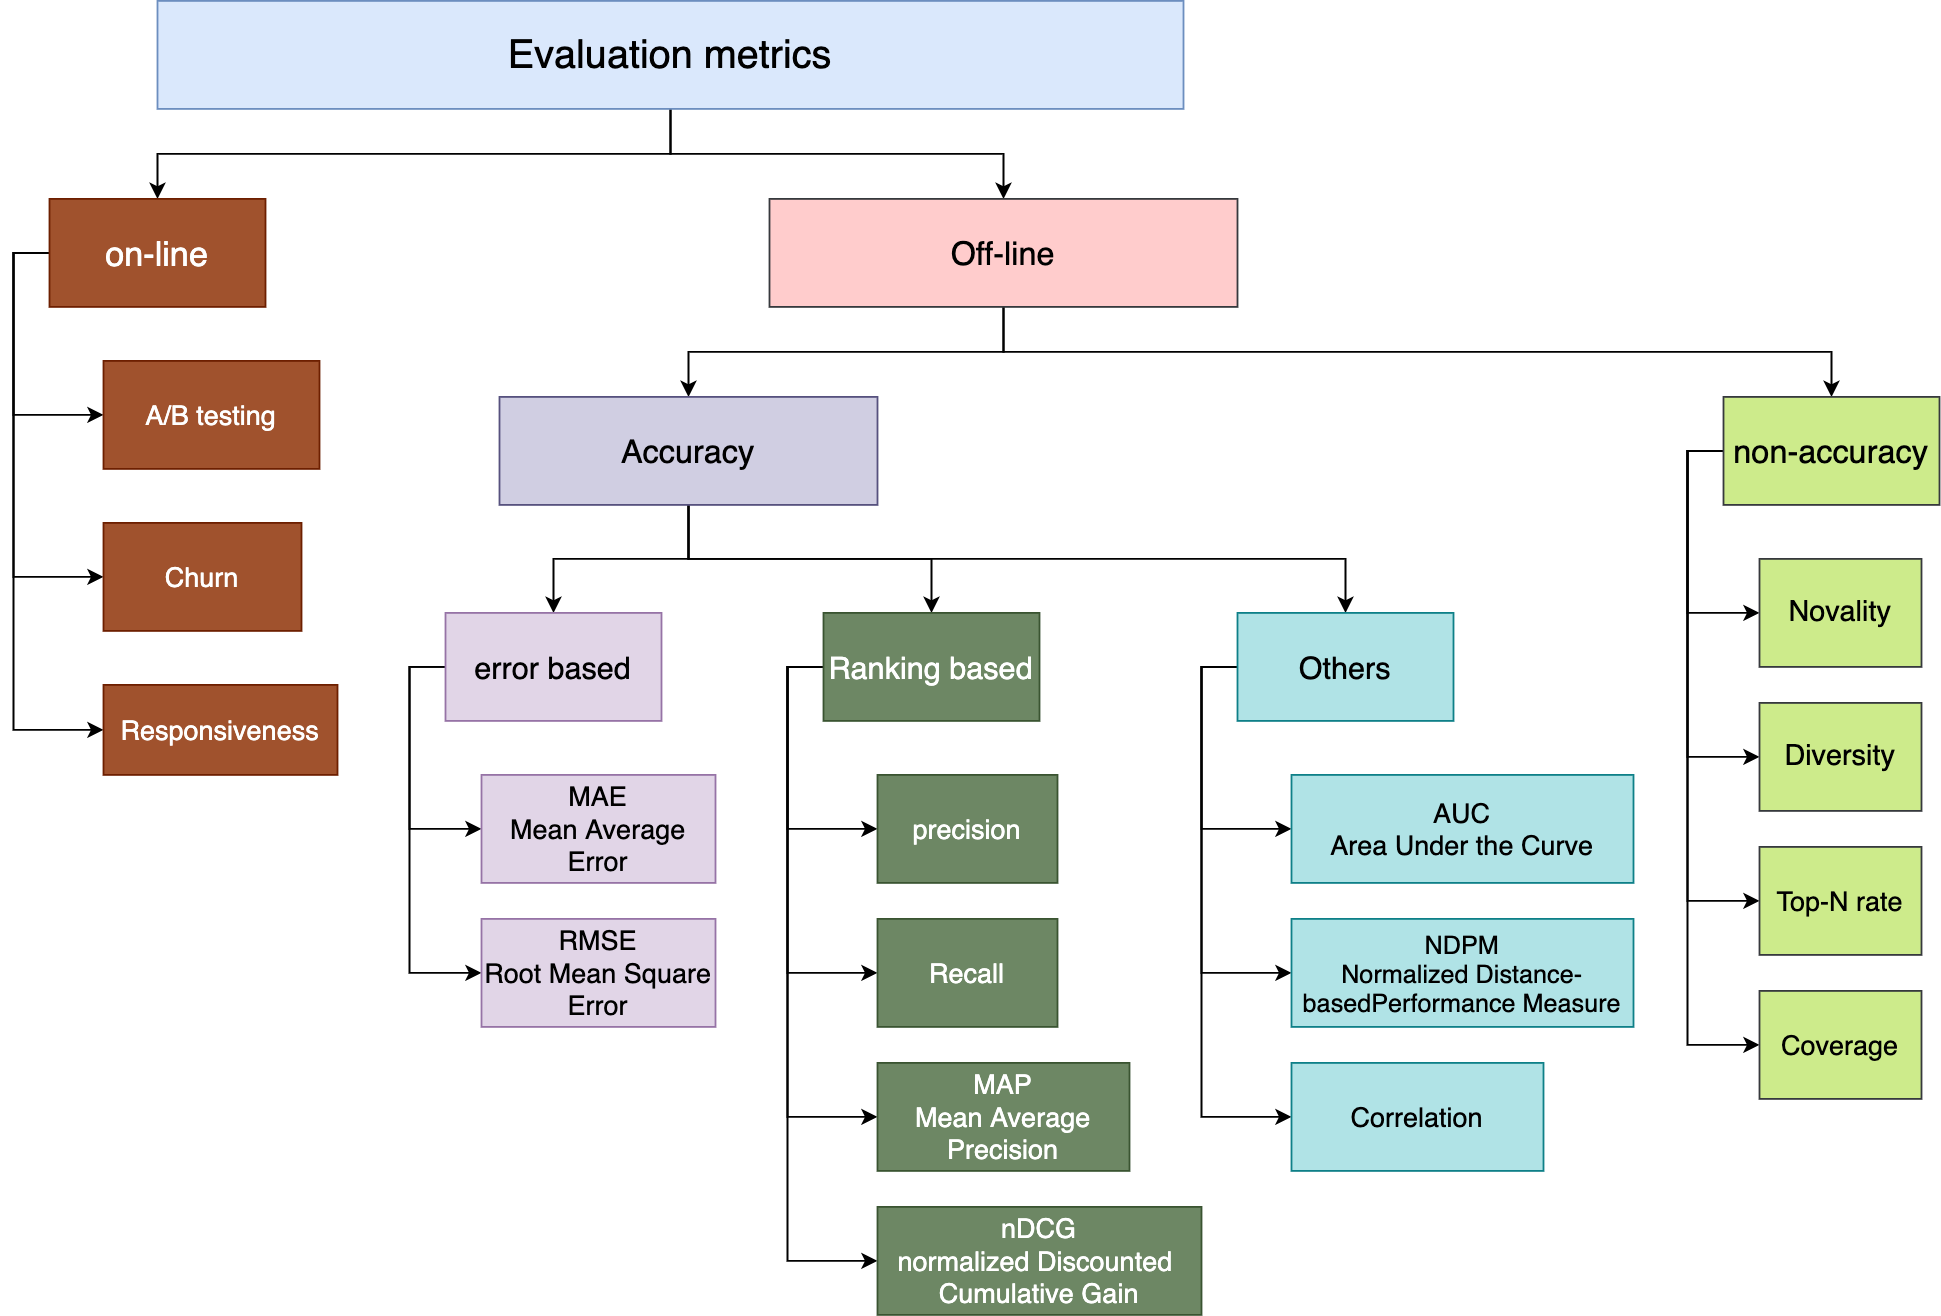 Evaluation metrics
on-line
Off-line
A/B testing
Churn
Responsiveness
Accuracy
non-accuracy
error based
MAE
Mean Average
Error
RMSE
Root Mean Square
Error
Ranking based
precision
Recall
MAP
Mean Average
Precision
nDCG
normalized Discounted
Cumulative Gain
Others
AUC
Area Under the Curve
NDPM
Normalized Distance-
basedPerformance Measure
Correlation
Novality
Diversity
Top-N rate
Coverage